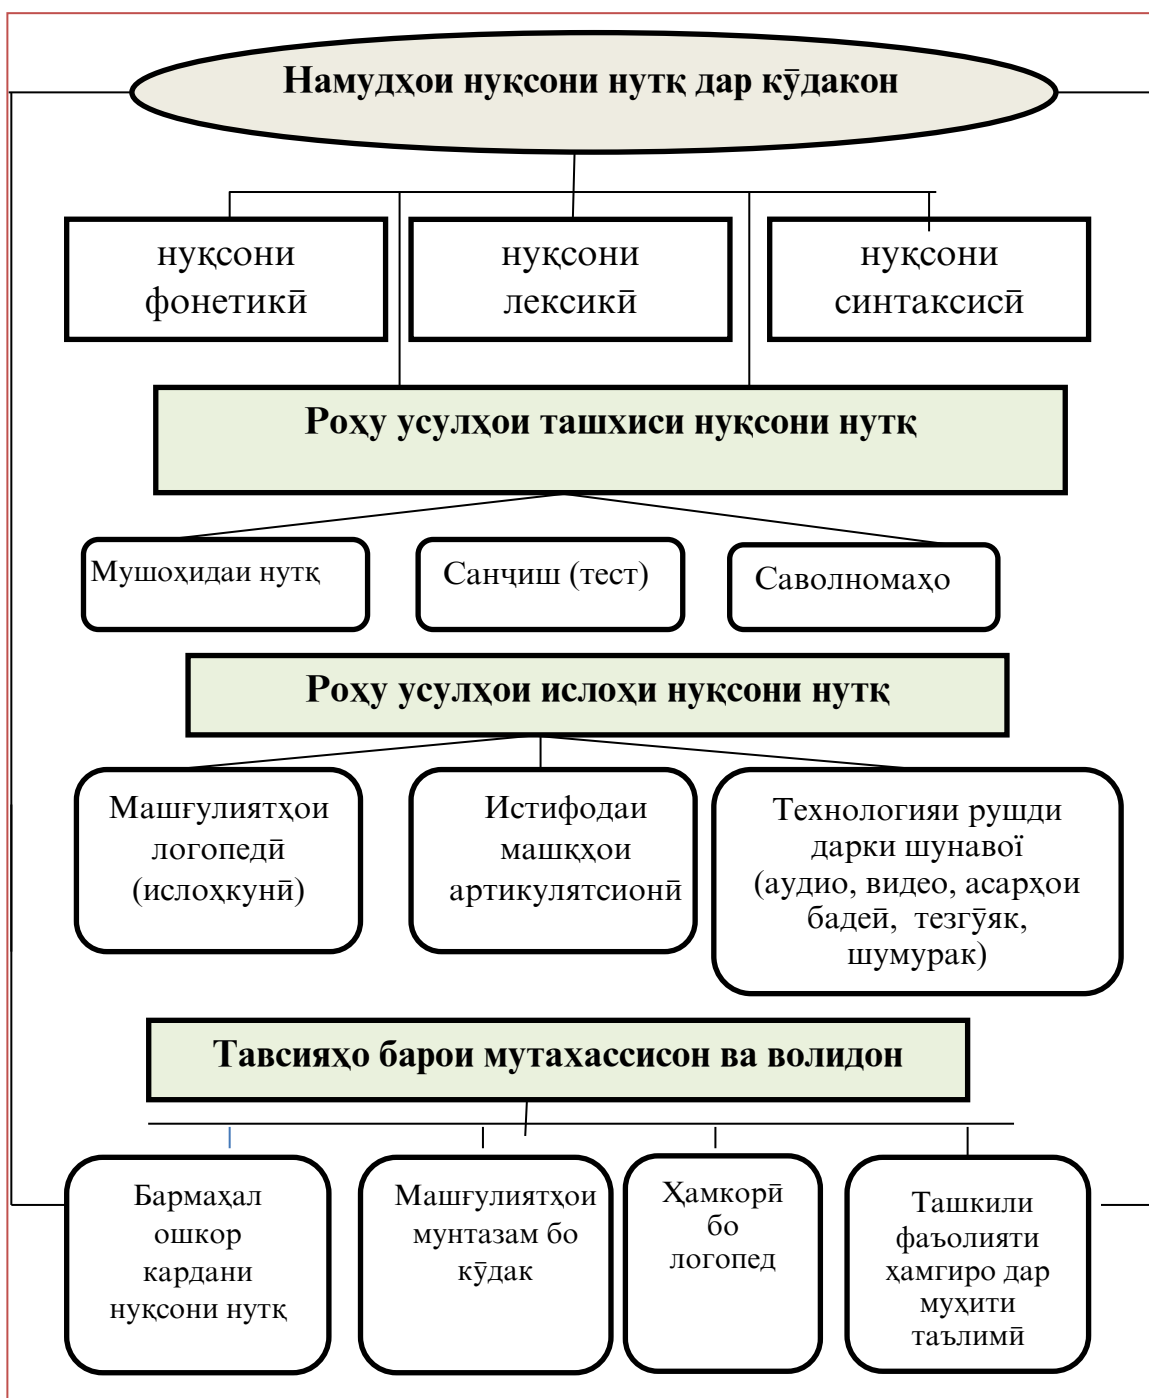 Намудҳои нуқсони нутқ дар кӯдакон
нуқсони
фонетикӣ
нуқсони
лексикӣ
нуқсони
синтаксисӣ
Роҳу усулҳои ташхиси нуқсони нутқ
Мушоҳидаи нутқ
Санҷиш (тест)
Саволномаҳо
Роҳу усулҳои ислоҳи нуқсони нутқ
Машғулиятҳои
логопедӣ
(ислоҳкунӣ)
Истифодаи
машқҳои
артикулятсионӣ
Технологияи рушди
дарки шунавої
(аудио, видео, асарҳои
бадеӣ, тезгӯяк,
шумурак)
Тавсияҳо барои мутахассисон ва волидон
Бармаҳал
ошкор
кардани
нуқсони нутқ
Машғулиятҳои
мунтазам бо
кӯдак
Ҳамкорӣ
бо
логопед
Ташкили
фаъолияти
ҳамгиро дар
муҳити
таълимӣ